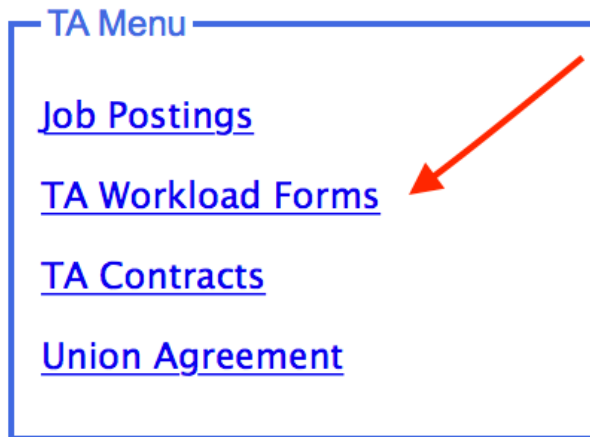 TA Menu
Job Postings
TA Workload Forms
TA Contracts
Union Agreement